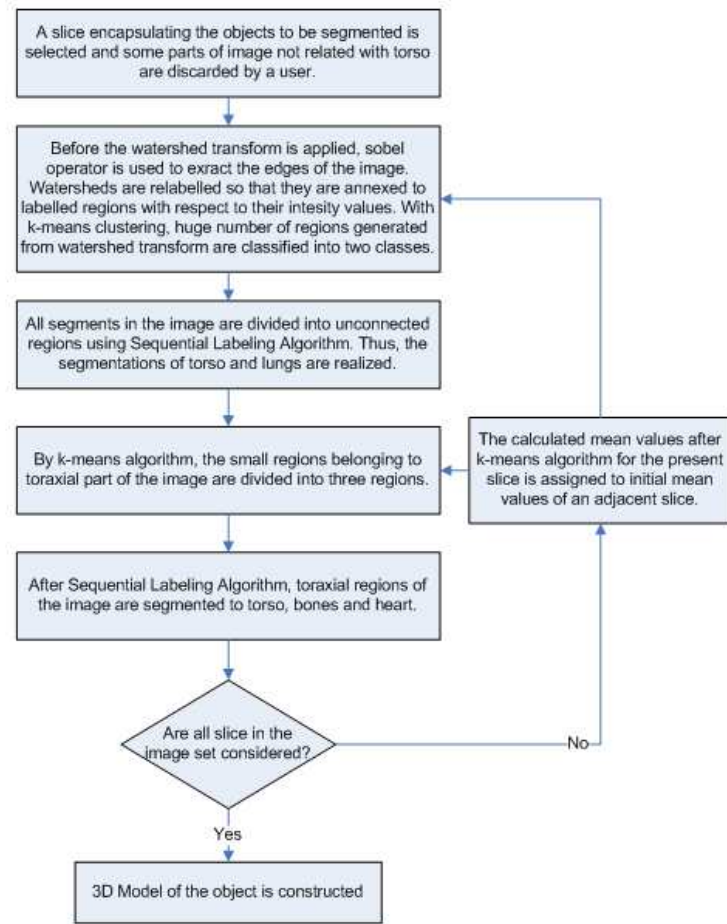 A slice encapsulating the objects to be segmented is
selected and some parts of image not related with torso
are discarded by a user.
Before the watershed transform is applied, sobel
operator is used to exract the edges of the image.
Watersheds are relabelled so that they are annexed to
labelled regions with respect to their intesity values. With
k-means clustering, huge number of regions generated
from watershed transform are classified into two classes.
All segments in the image are divided into unconnected
regions using Sequential Labeling Algorithm. Thus, the
segmentations of torso and lungs are realized.
By k-means algorithm, the small regions belonging to
toraxial part of the image are divided into three regions.
The calculated mean values after
k-means algorithm for the present
slice is assigned to initial mean
values of an adjacent slice.
After Sequential Labeling Algorithm, toraxial regions of
the image are segmented to torso, bones and heart.
Are all slice in the
image set considered?
No
Yes
3D Model of the object is constructed